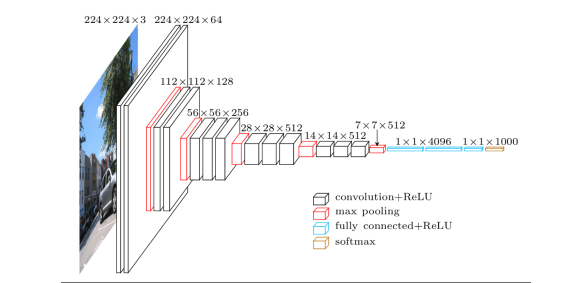 224×224×3 224×224×64
112×112×128
56×56×256
28×28×512
14×14×512
7×7×512
1×1×4096 1×1×1000
convolution+ReLU
max pooling
fully connected+ReLU
softmax